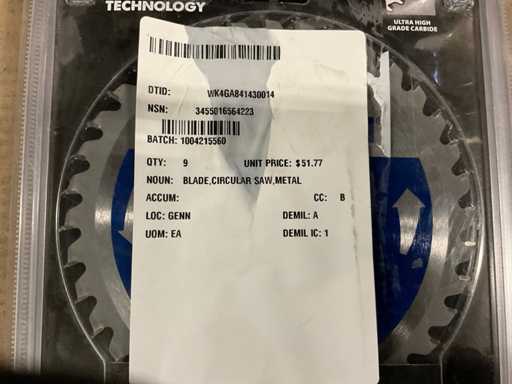 TECHNOLOGY
ULTRA HIGH
GRADE CARBIDE
DTID: WK4GA841430014
NSN: 3455016564223
BATCH: 1004215560
QTY: 9 UNIT PRICE: $51.77
NOUN: BLADE,CIRCULAR SAW,METAL
ACCUM: CC: B
LOC: GENN DEMIL: A
UOM: EA DEMIL IC: 1